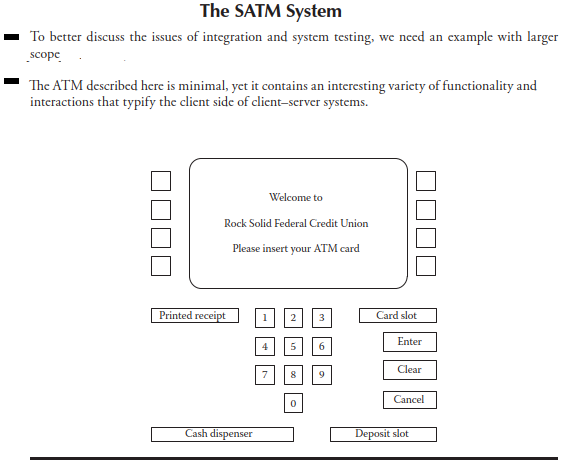 The SATM System
To better discuss the issues of integration and system testing, we need an example with larger
scope
The ATM described here is minimal, yet it contains an interesting variety of functionality and
interactions that typify the client side of client–server systems.
Welcome to
Rock Solid Federal Credit Union
Please insert your ATM card
Printed receipt 1 2 3 Card slot
4 5 6 Enter
7 8 9 Clear
0 Cancel
Cash dispenser Deposit slot